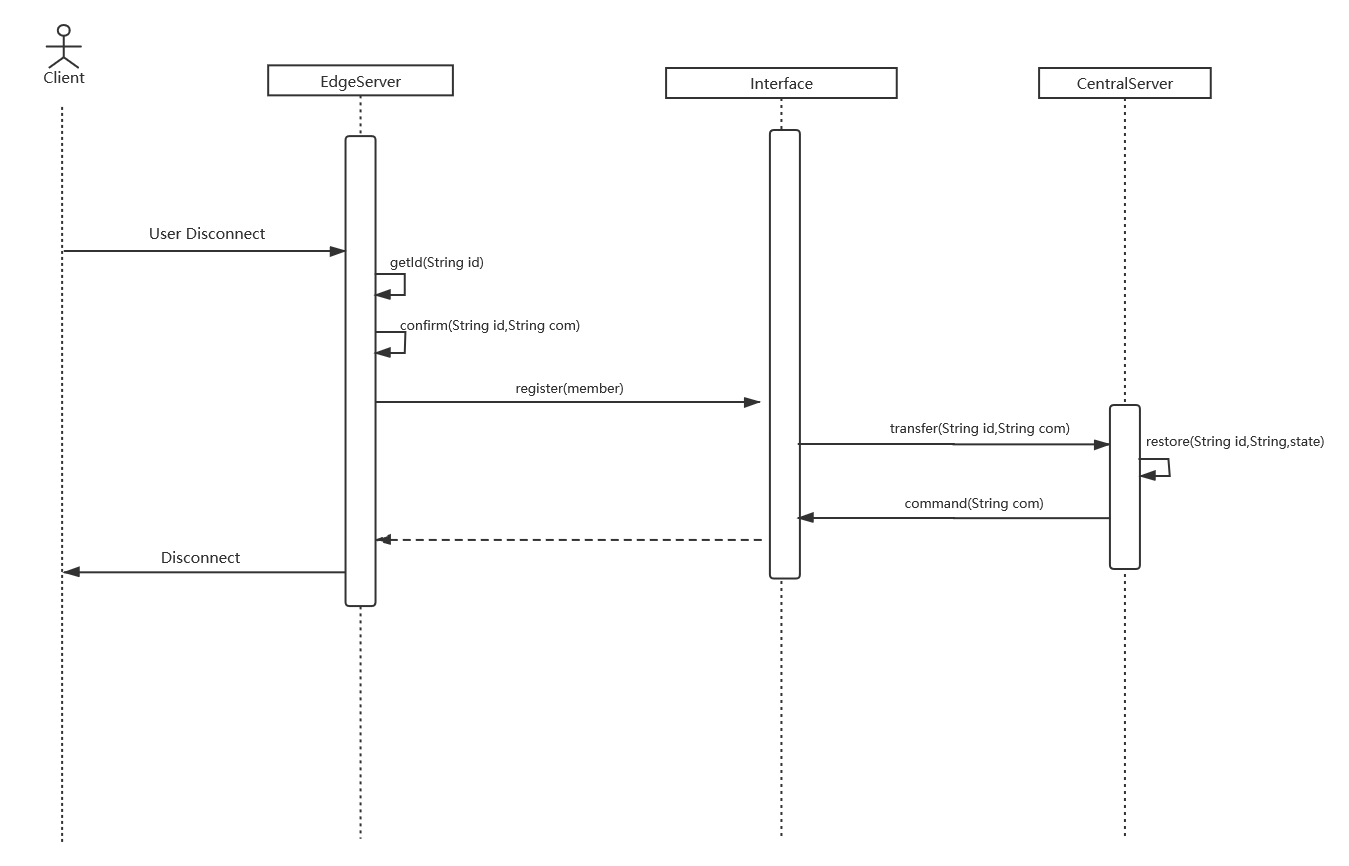 Client
EdgeServer
Interface
CentralServer
User Disconnect
getId(String id)
confirm(String id,String com)
register(member)
transfer(String id,String com)
restore(String id,String,state)
command(String com)
Disconnect